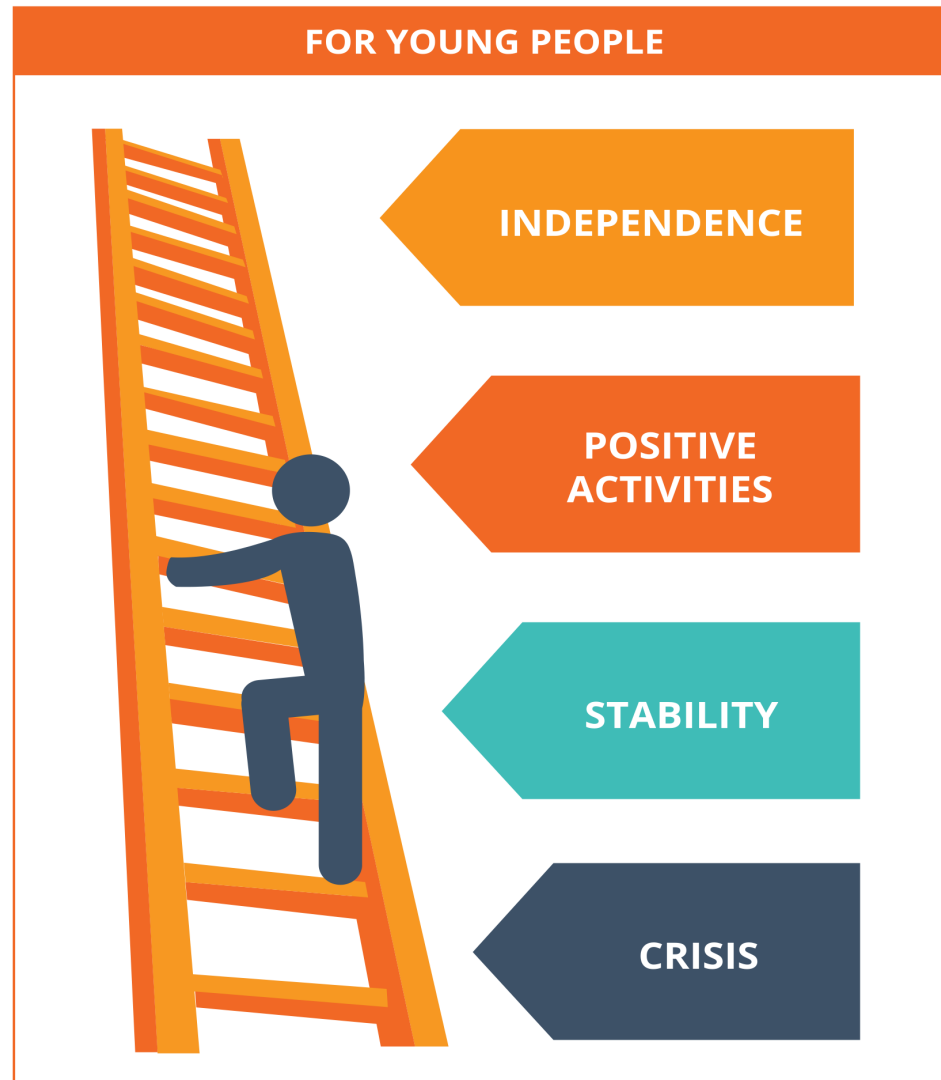 FOR YOUNG PEOPLE
INDEPENDENCE
POSITIVE
ACTIVITIES
STABILITY
CRISIS